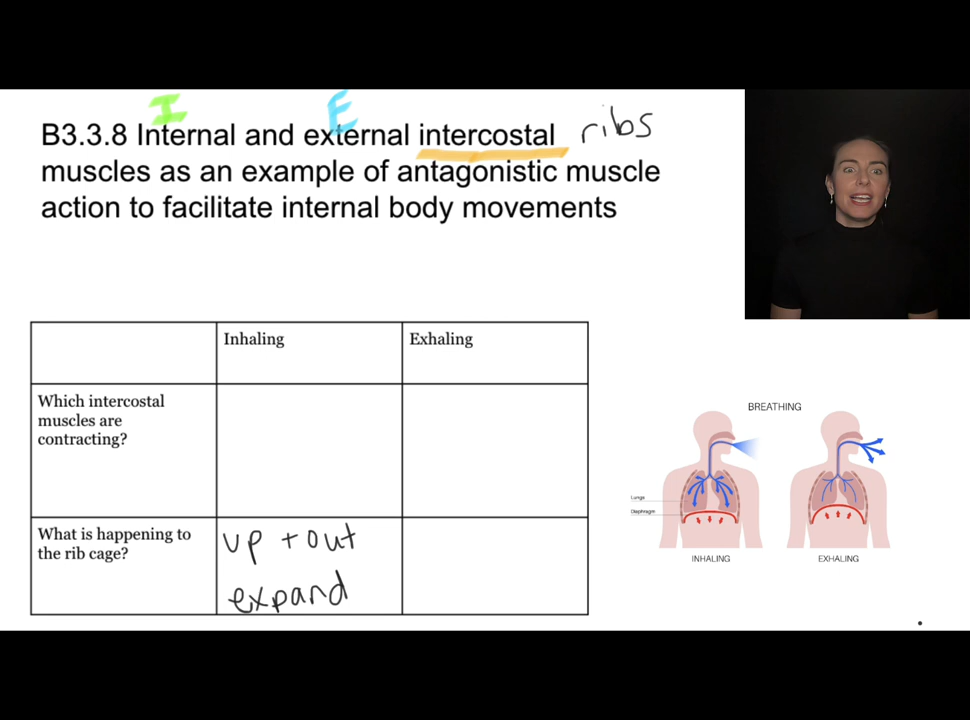 I E
B3.3.8 Internal and external intercostal ribs
muscles as an example of antagonistic muscle
action to facilitate internal body movements
Inhaling Exhaling
Which intercostal
muscles are
contracting?
What is happening to
the rib cage?
up + out
expand
BREATHING
Lungs
Diaphragm
INHALING EXHALING